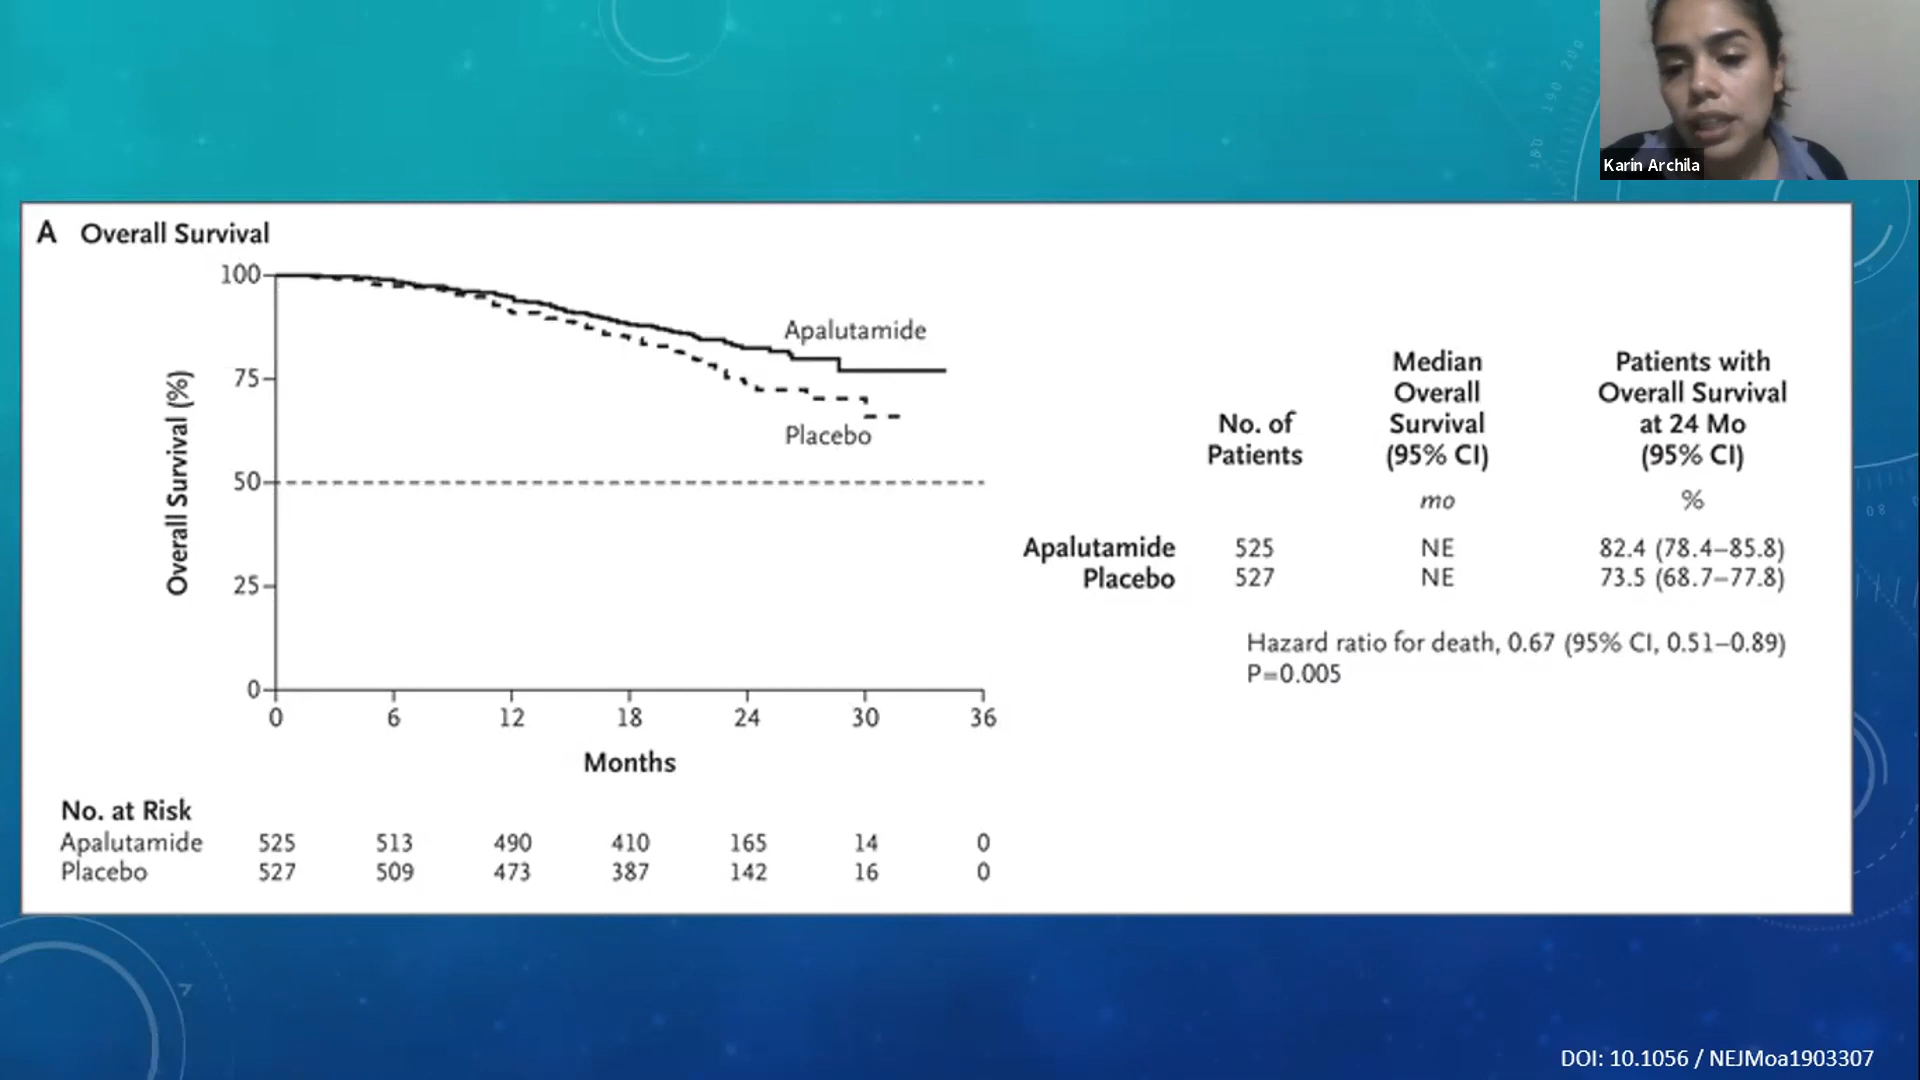 Karin Archila
A Overall Survival
100
75
50
25
0
Overall Survival (%)
Apalutamide
Placebo
0 6 12 18 24 30 36
Months
No. at Risk
Apalutamide 525 513 490 410 165 14 0
Placebo 527 509 473 387 142 16 0
No. of
Patients
Median
Overall
Survival
(95% CI)
Patients with
Overall Survival
at 24 Mo
(95% CI)
mo %
Apalutamide 525 NE 82.4 (78.4–85.8)
Placebo 527 NE 73.5 (68.7–77.8)
Hazard ratio for death, 0.67 (95% CI, 0.51–0.89)
P=0.005
DOI: 10.1056 / NEJMoa1903307
180 190 200
80